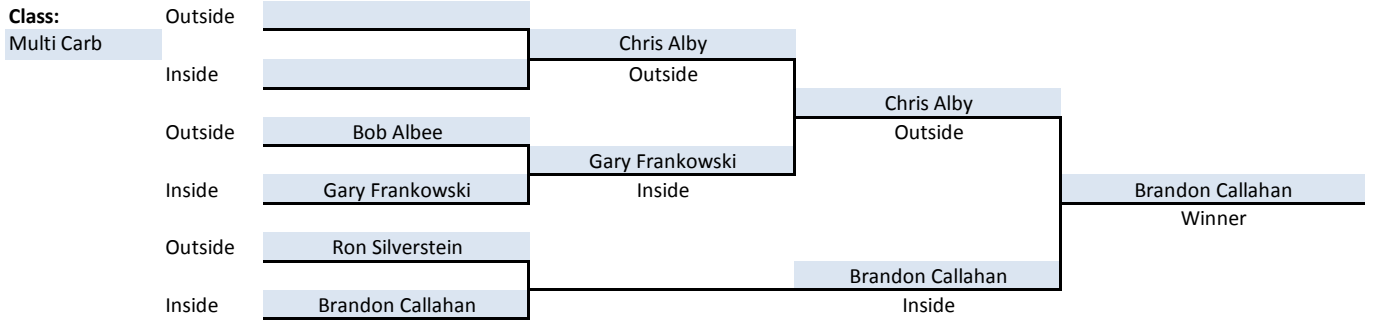 Class: Outside
Multi Carb Chris Alby
Inside Outside
Chris Alby
Outside Bob Albee Outside
Gary Frankowski
Inside Gary Frankowski Inside Brandon Callahan
Winner
Outside Ron Silverstein
Brandon Callahan
Inside Brandon Callahan Inside